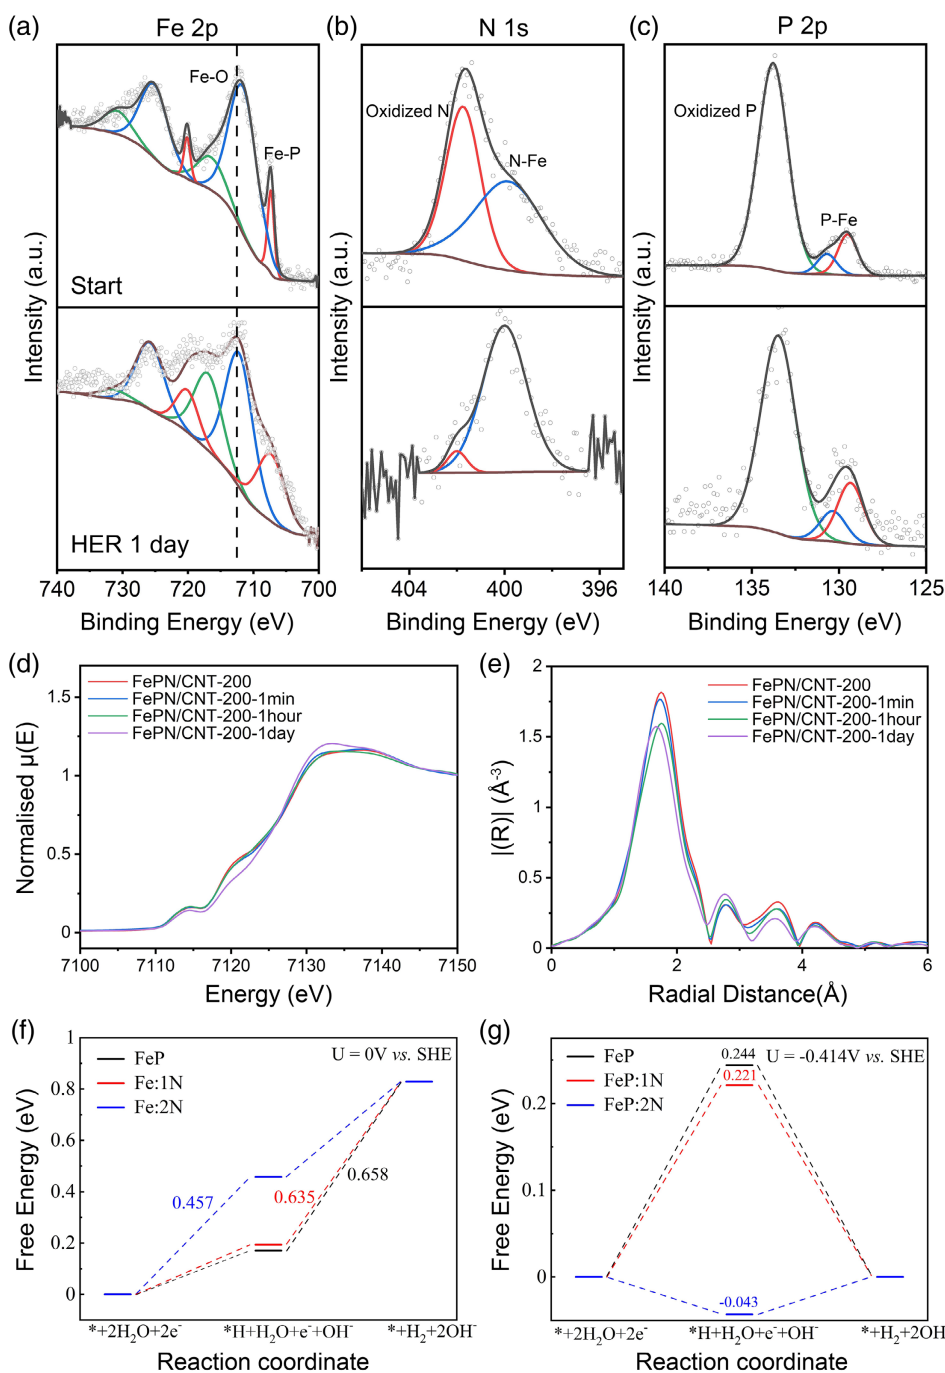 (a) Fe 2p
Fe-O
Fe-P
Start
HER 1 day
Intensity (a.u.)
740 730 720 710 700
Binding Energy (eV)
(b) N 1s
Oxidized N
N-Fe
Intensity (a.u.)
404 400 396
Binding Energy (eV)
(c) P 2p
Oxidized P
P-Fe
Intensity (a.u.)
140 135 130 125
Binding Energy (eV)
(d)
FePN/CNT-200
FePN/CNT-200-1min
FePN/CNT-200-1hour
FePN/CNT-200-1day
Normalised μ(E)
1.5
1
0.5
0
7100 7110 7120 7130 7140 7150
Energy (eV)
(e)
FePN/CNT-200
FePN/CNT-200-1min
FePN/CNT-200-1hour
FePN/CNT-200-1day
|(R)| (Å⁻³)
2
1.5
1
0.5
0
0 2 4 6
Radial Distance(Å)
(f)
FeP
Fe:1N
Fe:2N
U = 0V vs. SHE
Free Energy (eV)
1
0.8
0.6
0.4
0.2
0
0.457
0.635
0.658
*+2H₂O+2e⁻ *H+H₂O+e⁻+OH⁻ *+H₂+2OH⁻
Reaction coordinate
(g)
FeP
FeP:1N
FeP:2N
U = -0.414V vs. SHE
Free Energy (eV)
0.2
0.1
0
0.244
0.221
-0.043
*+2H₂O+2e⁻ *H+H₂O+e⁻+OH⁻ *+H₂+2OH
Reaction coordinate